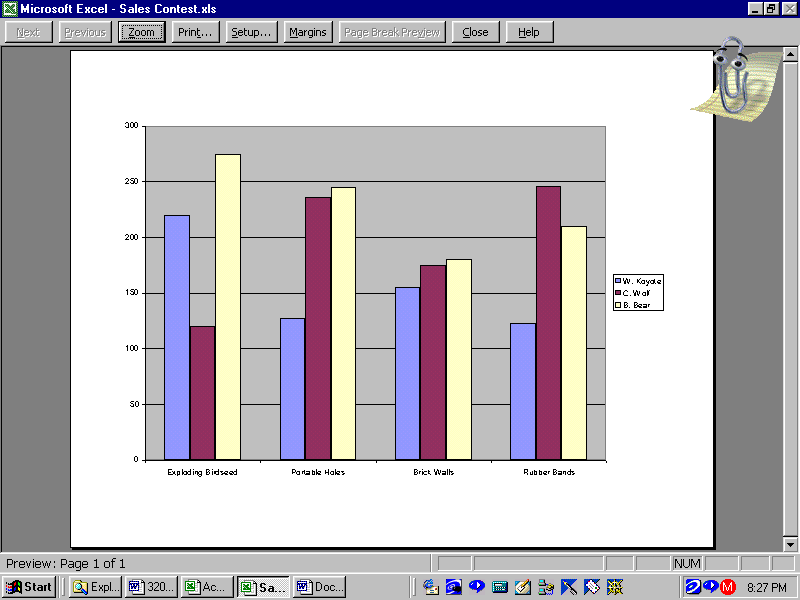 Microsoft Excel - Sales Contest.xls
Next Previous Zoom Print... Setup... Margins Page Break Preview Close Help
300
250
200
150
100
50
0
Exploding Birdseed Portable Holes Brick Walls Rubber Bands
W. Kayote
C. Wolf
B. Bear
Preview: Page 1 of 1 NUM
Start Expl... 320... Ac... Sa... Doc... M 8:27 PM